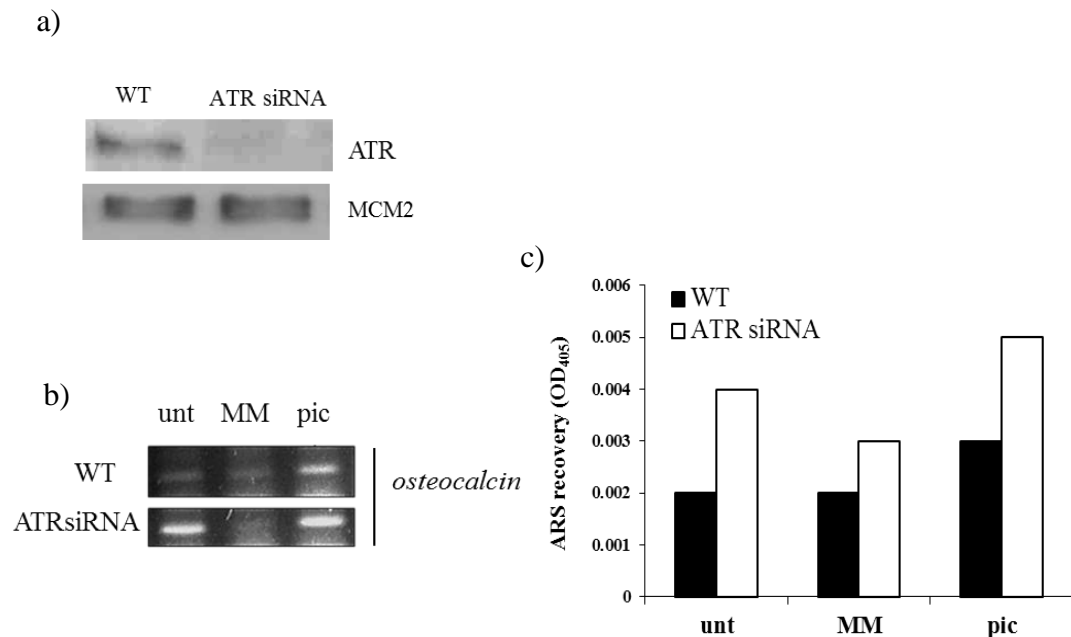 a)
WT ATR siRNA
ATR
MCM2
b)
unt MM pic
WT
osteocalcin
ATRsiRNA
c)
0.006
0.005
0.004
0.003
0.002
0.001
0
ARS recovery (OD405)
WT
ATR siRNA
unt MM pic